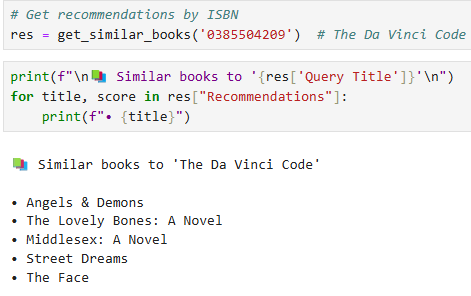 # Get recommendations by ISBN
res = get_similar_books('0385504209')  # The Da Vinci Code
print(f"\n📚 Similar books to '{res['Query Title']}'\n")
for title, score in res["Recommendations"]:
    print(f"• {title}")
📚 Similar books to 'The Da Vinci Code'
• Angels & Demons
• The Lovely Bones: A Novel
• Middlesex: A Novel
• Street Dreams
• The Face